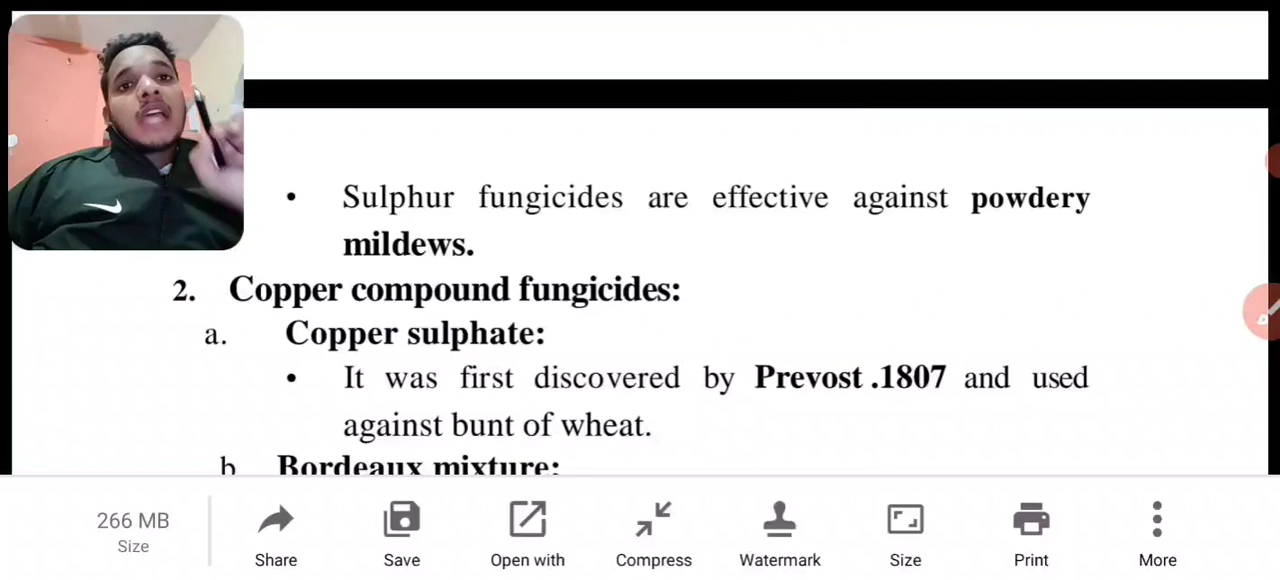 • Sulphur fungicides are effective against powdery
mildews.
2. Copper compound fungicides:
a. Copper sulphate:
• It was first discovered by Prevost .1807 and used
against bunt of wheat.
b Bordeaux mixture:
266 MB
Size
Share
Save
Open with
Compress
Watermark
Size
Print
More